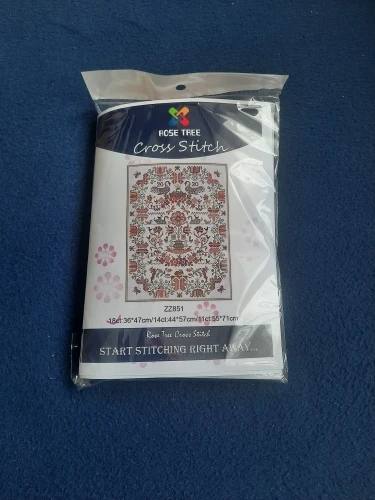 ROSE TREE
Cross Stitch
ZZ851
18ct:36*47cm/14ct:44*57cm/11ct:55*71cm
Rose Tree Cross Stitch
START STITCHING RIGHT AWAY...